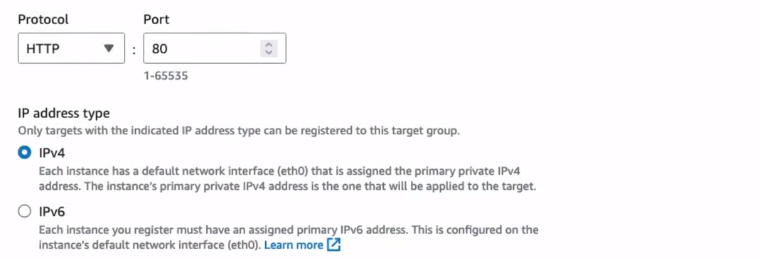 Protocol Port
HTTP : 80
1-65535
IP address type
Only targets with the indicated IP address type can be registered to this target group.
IPv4
Each instance has a default network interface (eth0) that is assigned the primary private IPv4
address. The instance's primary private IPv4 address is the one that will be applied to the target.
IPv6
Each instance you register must have an assigned primary IPv6 address. This is configured on the
instance's default network interface (eth0). Learn more